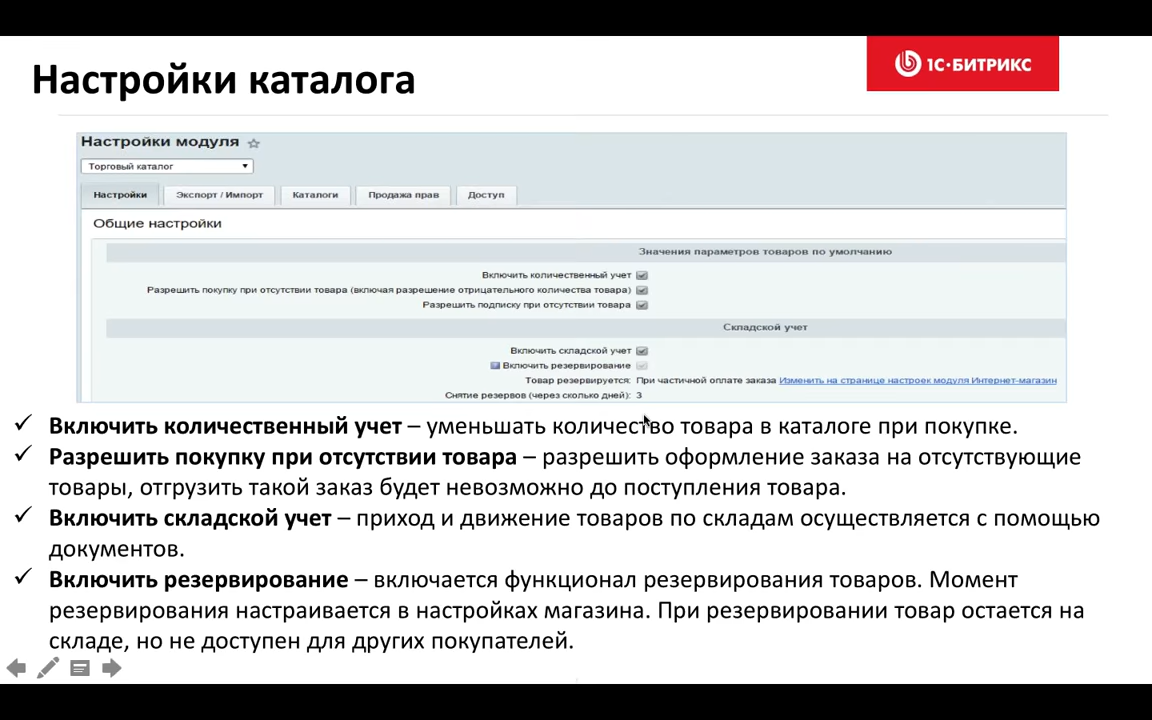 Настройки каталога
1С·БИТРИКС
Настройки модуля
Торговый каталог
Настройки
Экспорт / Импорт
Каталоги
Продажа прав
Доступ
Общие настройки
Значения параметров товаров по умолчанию
Включить количественный учет
Разрешить покупку при отсутствии товара (включая разрешение отрицательного количества товара)
Разрешить подписку при отсутствии товара
Складской учет
Включить складской учет
Включить резервирование
Товар резервируется: При частичной оплате заказа Изменить на странице настроек модуля Интернет-магазин
Снятие резервов (через сколько дней): 3
✓ Включить количественный учет – уменьшать количество товара в каталоге при покупке.
✓ Разрешить покупку при отсутствии товара – разрешить оформление заказа на отсутствующие
товары, отгрузить такой заказ будет невозможно до поступления товара.
✓ Включить складской учет – приход и движение товаров по складам осуществляется с помощью
документов.
✓ Включить резервирование – включается функционал резервирования товаров. Момент
резервирования настраивается в настройках магазина. При резервировании товар остается на
складе, но не доступен для других покупателей.